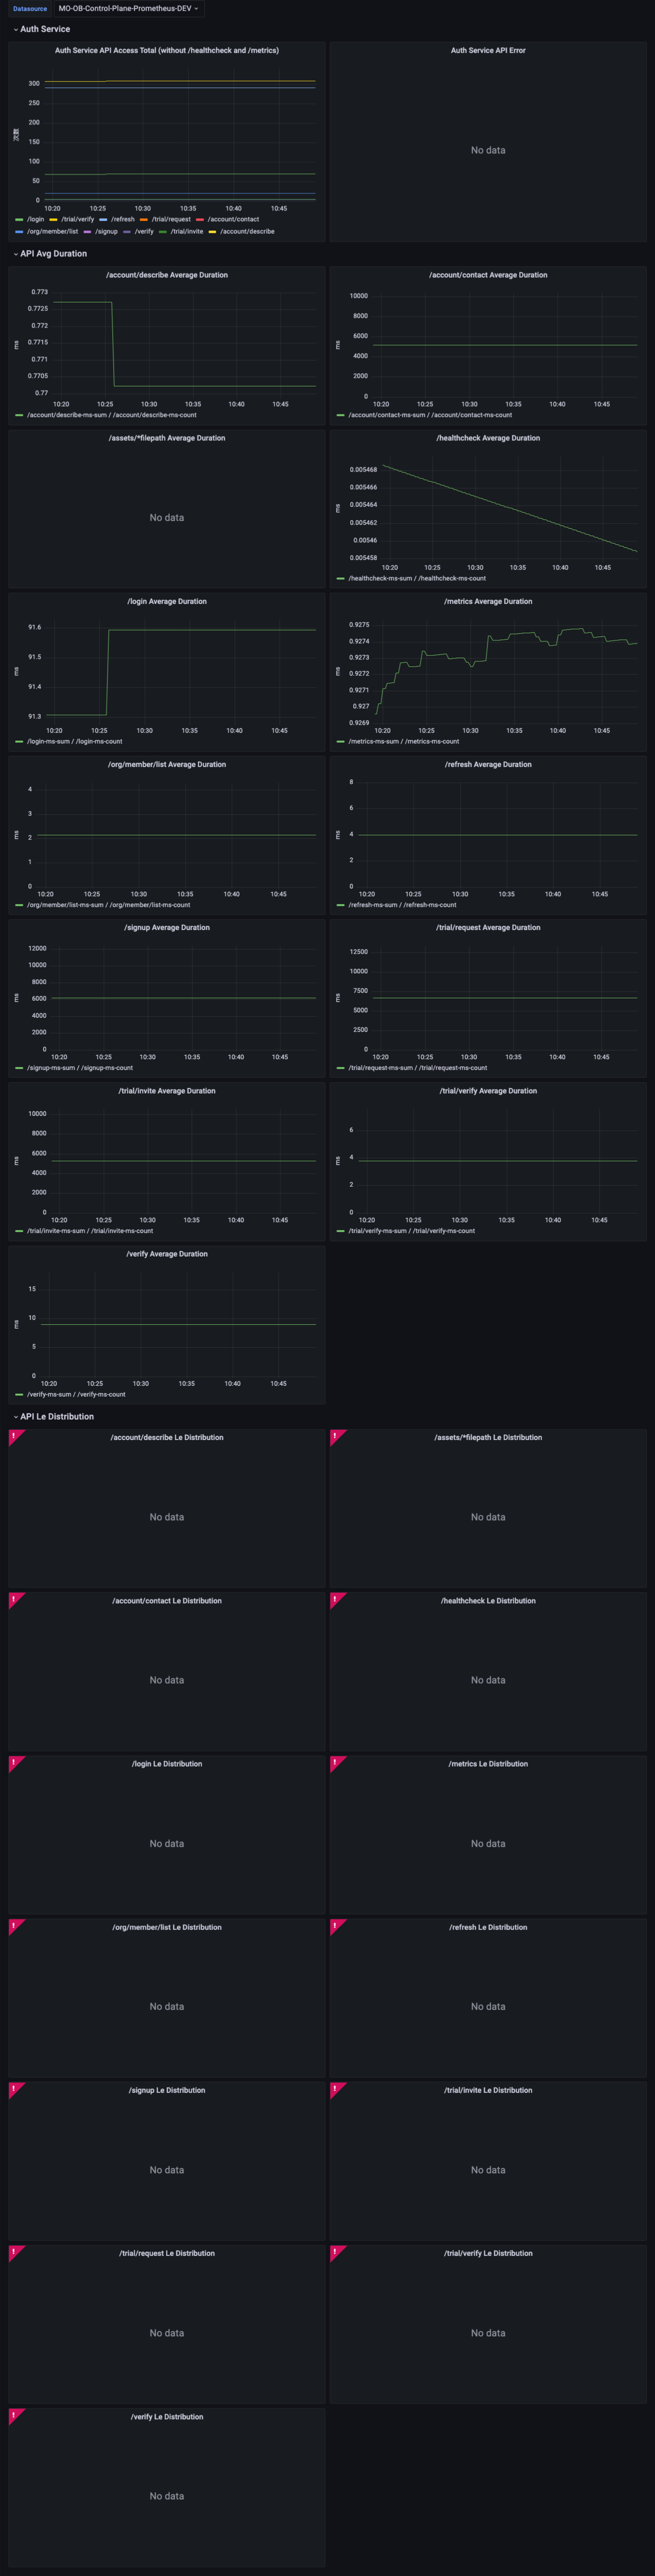 Datasource MO-OB-Control-Plane-Prometheus-DEV
Auth Service
Auth Service API Access Total (without /healthcheck and /metrics)
次数
300
250
200
150
100
50
0
10:20 10:25 10:30 10:35 10:40 10:45
/login /trial/verify /refresh /trial/request /account/contact
/org/member/list /signup /verify /trial/invite /account/describe
Auth Service API Error
No data
API Avg Duration
/account/describe Average Duration
ms
0.773
0.7725
0.772
0.7715
0.771
0.7705
0.77
10:20 10:25 10:30 10:35 10:40 10:45
/account/describe-ms-sum / /account/describe-ms-count
/account/contact Average Duration
ms
10000
8000
6000
4000
2000
0
10:20 10:25 10:30 10:35 10:40 10:45
/account/contact-ms-sum / /account/contact-ms-count
/assets/*filepath Average Duration
No data
/healthcheck Average Duration
ms
0.005468
0.005466
0.005464
0.005462
0.00546
0.005458
10:20 10:25 10:30 10:35 10:40 10:45
/healthcheck-ms-sum / /healthcheck-ms-count
/login Average Duration
ms
91.6
91.5
91.4
91.3
10:20 10:25 10:30 10:35 10:40 10:45
/login-ms-sum / /login-ms-count
/metrics Average Duration
ms
0.9275
0.9274
0.9273
0.9272
0.9271
0.927
0.9269
10:20 10:25 10:30 10:35 10:40 10:45
/metrics-ms-sum / /metrics-ms-count
/org/member/list Average Duration
ms
4
3
2
1
0
10:20 10:25 10:30 10:35 10:40 10:45
/org/member/list-ms-sum / /org/member/list-ms-count
/refresh Average Duration
ms
8
6
4
2
0
10:20 10:25 10:30 10:35 10:40 10:45
/refresh-ms-sum / /refresh-ms-count
/signup Average Duration
ms
12000
10000
8000
6000
4000
2000
0
10:20 10:25 10:30 10:35 10:40 10:45
/signup-ms-sum / /signup-ms-count
/trial/request Average Duration
ms
12500
10000
7500
5000
2500
0
10:20 10:25 10:30 10:35 10:40 10:45
/trial/request-ms-sum / /trial/request-ms-count
/trial/invite Average Duration
ms
10000
8000
6000
4000
2000
0
10:20 10:25 10:30 10:35 10:40 10:45
/trial/invite-ms-sum / /trial/invite-ms-count
/trial/verify Average Duration
ms
6
4
2
0
10:20 10:25 10:30 10:35 10:40 10:45
/trial/verify-ms-sum / /trial/verify-ms-count
/verify Average Duration
ms
15
10
5
0
10:20 10:25 10:30 10:35 10:40 10:45
/verify-ms-sum / /verify-ms-count
API Le Distribution
/account/describe Le Distribution
No data
/assets/*filepath Le Distribution
No data
/account/contact Le Distribution
No data
/healthcheck Le Distribution
No data
/login Le Distribution
No data
/metrics Le Distribution
No data
/org/member/list Le Distribution
No data
/refresh Le Distribution
No data
/signup Le Distribution
No data
/trial/invite Le Distribution
No data
/trial/request Le Distribution
No data
/trial/verify Le Distribution
No data
/verify Le Distribution
No data